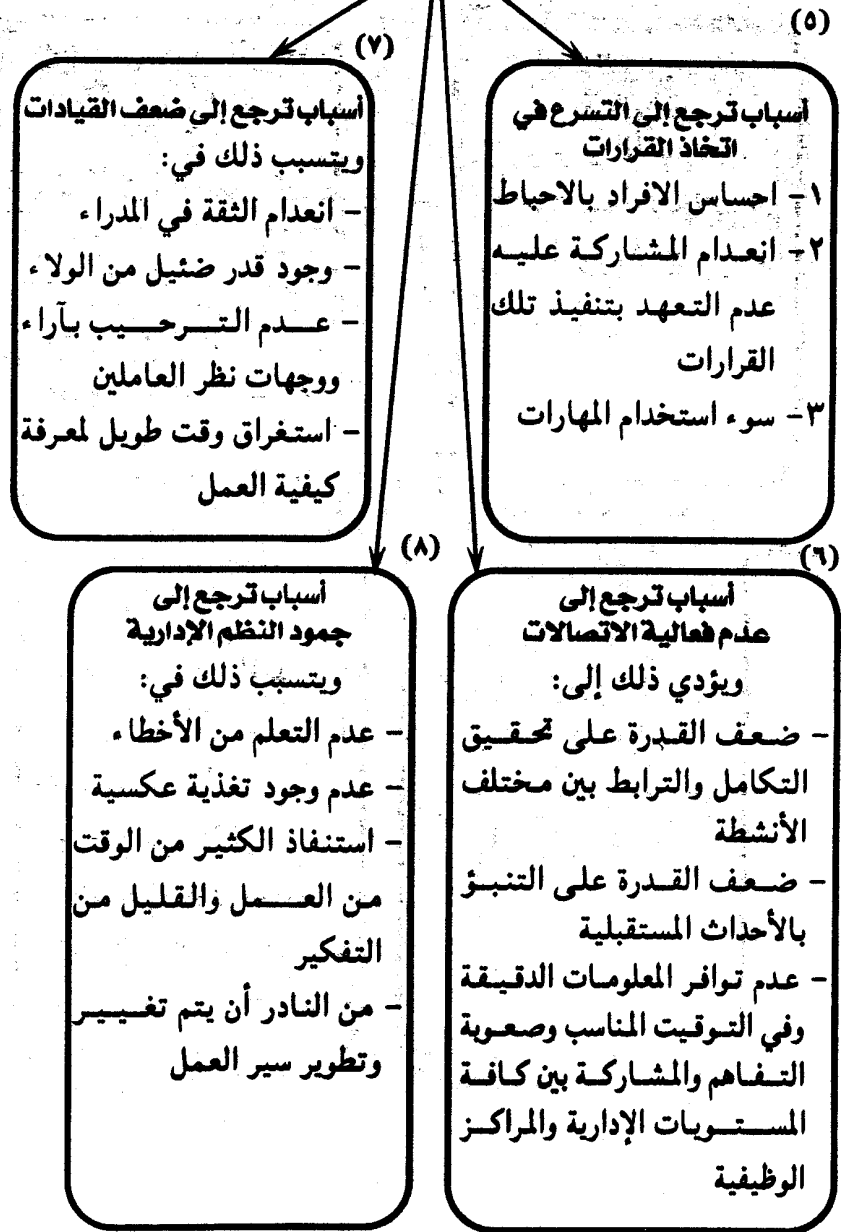 (٥)
أسباب ترجع إلى التسرع في
اتخاذ القرارات
١- احساس الافراد بالاحباط
٢- انعدام المشاركة عليه
عدم التعهد بتنفيذ تلك
القرارات
٣- سوء استخدام المهارات
(٦)
أسباب ترجع إلى
عدم فعالية الاتصالات
ويؤدي ذلك إلى:
- ضعف القدرة على تحقيق
التكامل والترابط بين مختلف
الأنشطة
- ضعف القدرة على التنبؤ
بالأحداث المستقبلية
- عدم توافر المعلومات الدقيقة
وفي التوقيت المناسب وصعوبة
التفاهم والمشاركة بين كافة
المستويات الإدارية والمراكز
الوظيفية
(٧)
أسباب ترجع إلى ضعف القيادات
ويتسبب ذلك في:
- انعدام الثقة في المدراء
- وجود قدر ضئيل من الولاء
- عدم الترحيب بآراء
ووجهات نظر العاملين
- استغراق وقت طويل لمعرفة
كيفية العمل
(٨)
أسباب ترجع إلى
جمود النظم الإدارية
ويتسبب ذلك في:
- عدم التعلم من الأخطاء
- عدم وجود تغذية عكسية
- استنفاذ الكثير من الوقت
من العمل والقليل من
التفكير
- من النادر أن يتم تغيير
وتطوير سير العمل